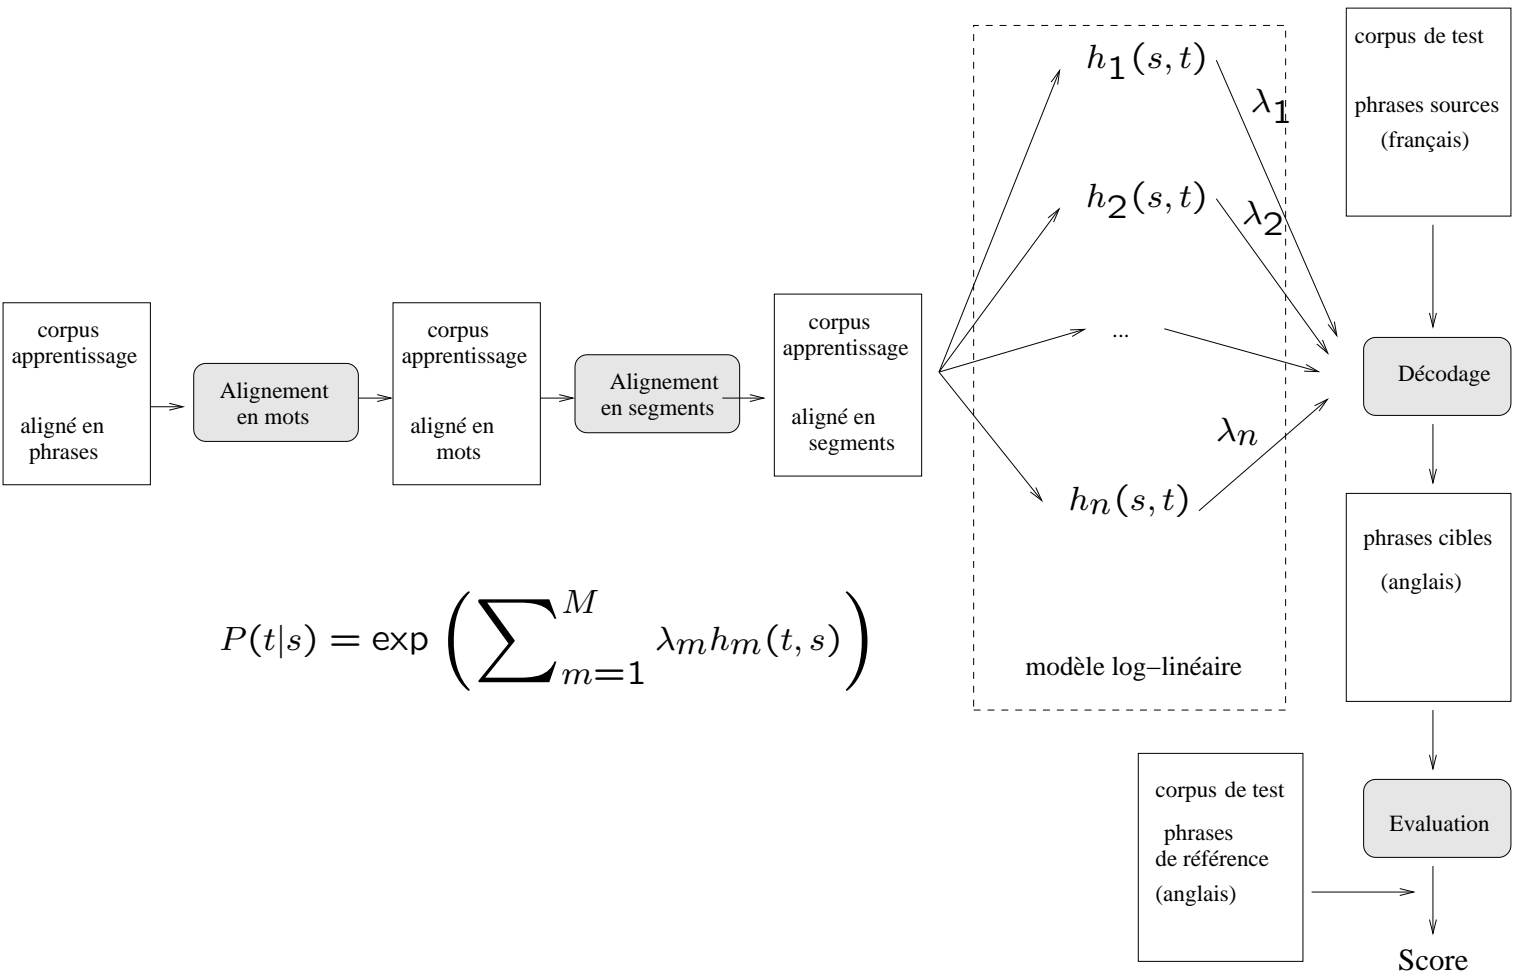 corpus
apprentissage
aligné en
phrases
Alignement
en mots
corpus
apprentissage
aligné en
mots
Alignement
en segments
corpus
apprentissage
aligné en
segments
h1(s, t)
h2(s, t)
...
hn(s, t)
λ1
λ2
λn
modèle log–linéaire
P(t|s) = exp (∑_{m=1}^{M} λm hm(t, s))
corpus de test
phrases sources
(français)
Décodage
phrases cibles
(anglais)
corpus de test
phrases
de référence
(anglais)
Evaluation
Score